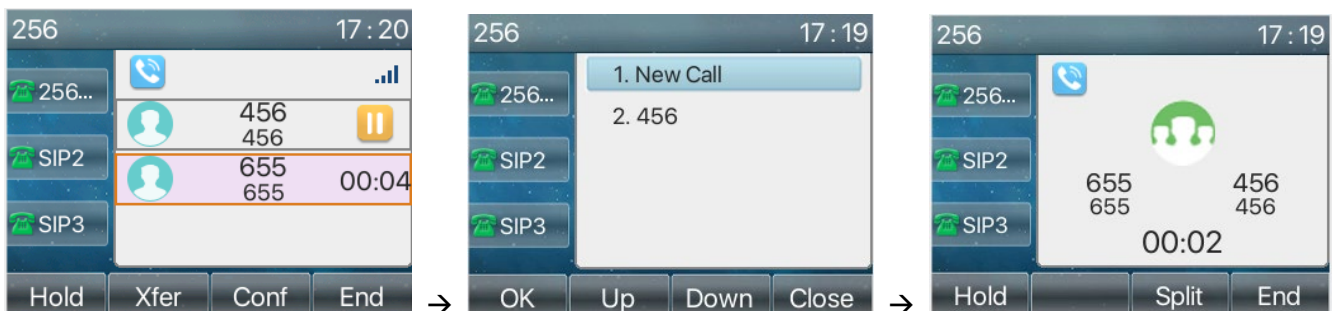 256 17:20
256...
456
456
SIP2
655
655
00:04
SIP3
Hold Xfer Conf End
→
256 17:19
1. New Call
256...
2. 456
SIP2
SIP3
OK Up Down Close
→
256 17:19
256...
SIP2
655 456
655 456
SIP3
00:02
Hold Split End